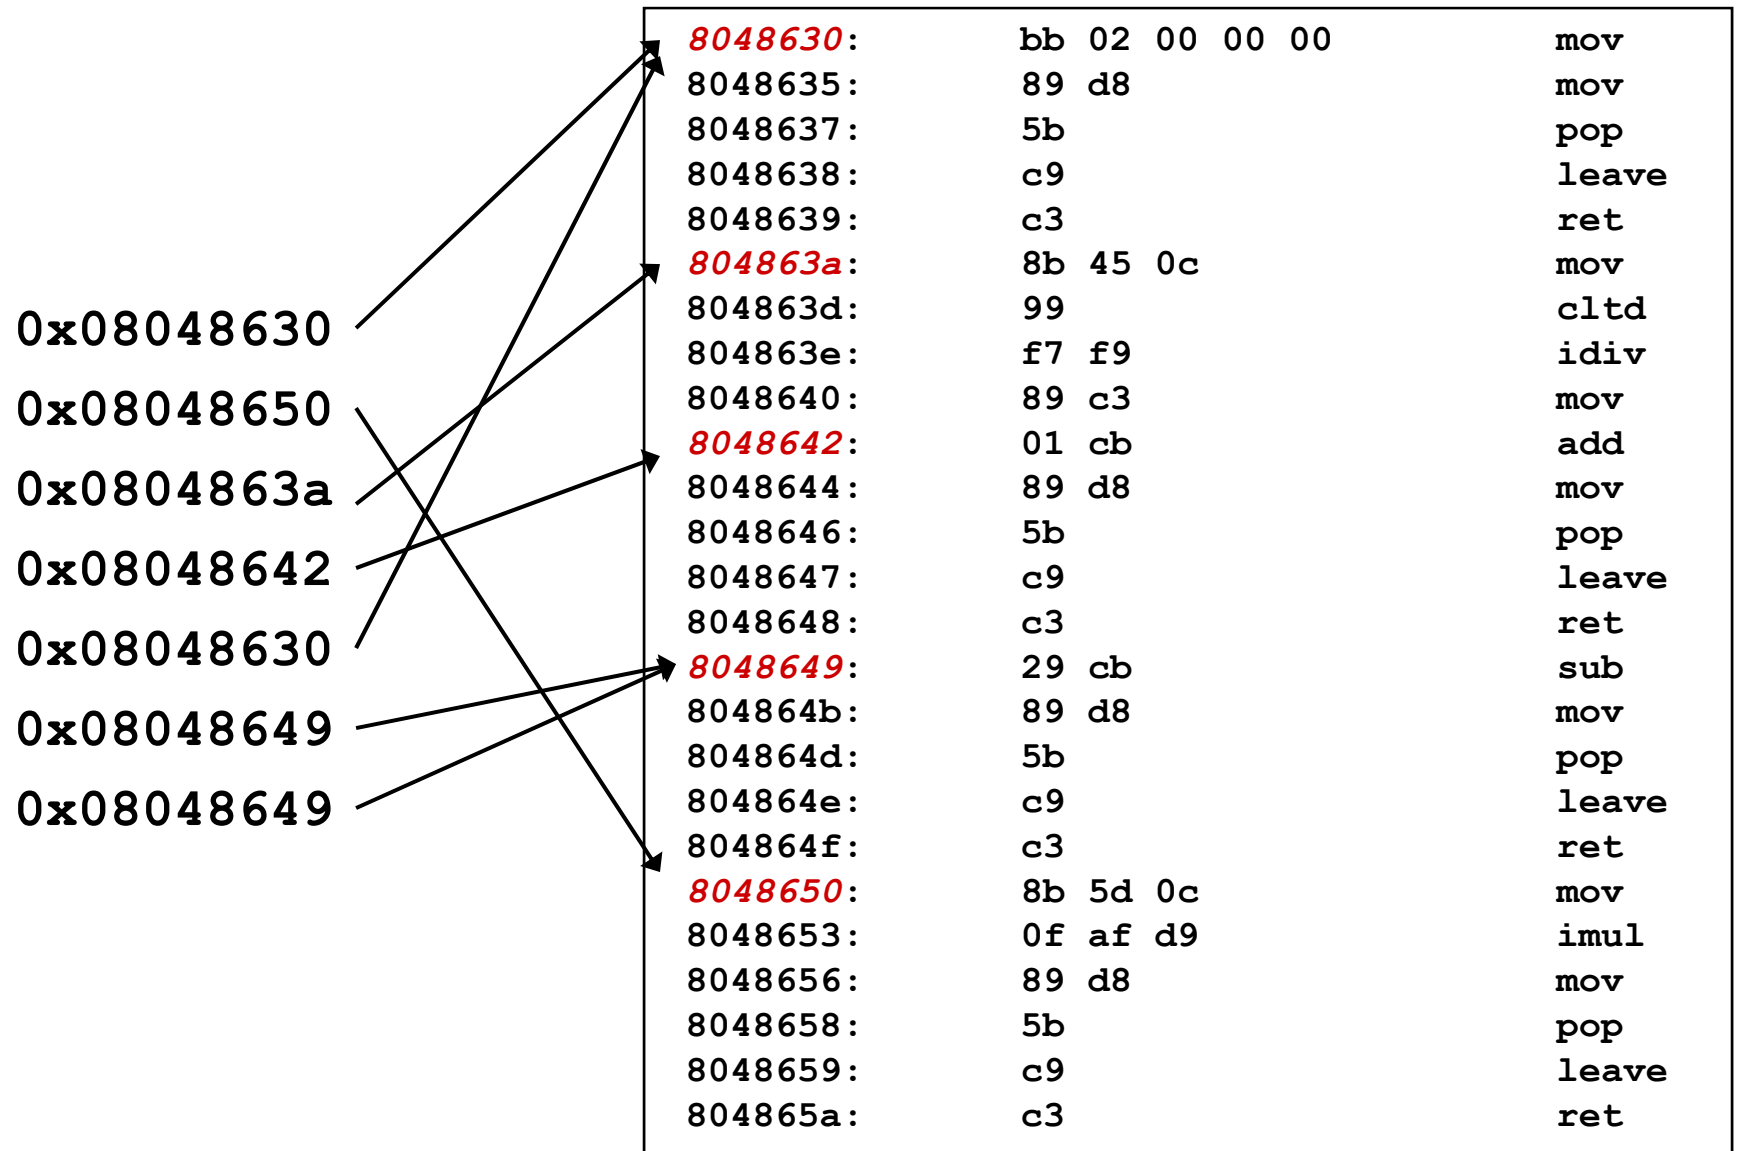 0x08048630
0x08048650
0x0804863a
0x08048642
0x08048630
0x08048649
0x08048649
8048630: bb 02 00 00 00 mov
8048635: 89 d8 mov
8048637: 5b pop
8048638: c9 leave
8048639: c3 ret
804863a: 8b 45 0c mov
804863d: 99 cltd
804863e: f7 f9 idiv
8048640: 89 c3 mov
8048642: 01 cb add
8048644: 89 d8 mov
8048646: 5b pop
8048647: c9 leave
8048648: c3 ret
8048649: 29 cb sub
804864b: 89 d8 mov
804864d: 5b pop
804864e: c9 leave
804864f: c3 ret
8048650: 8b 5d 0c mov
8048653: 0f af d9 imul
8048656: 89 d8 mov
8048658: 5b pop
8048659: c9 leave
804865a: c3 ret